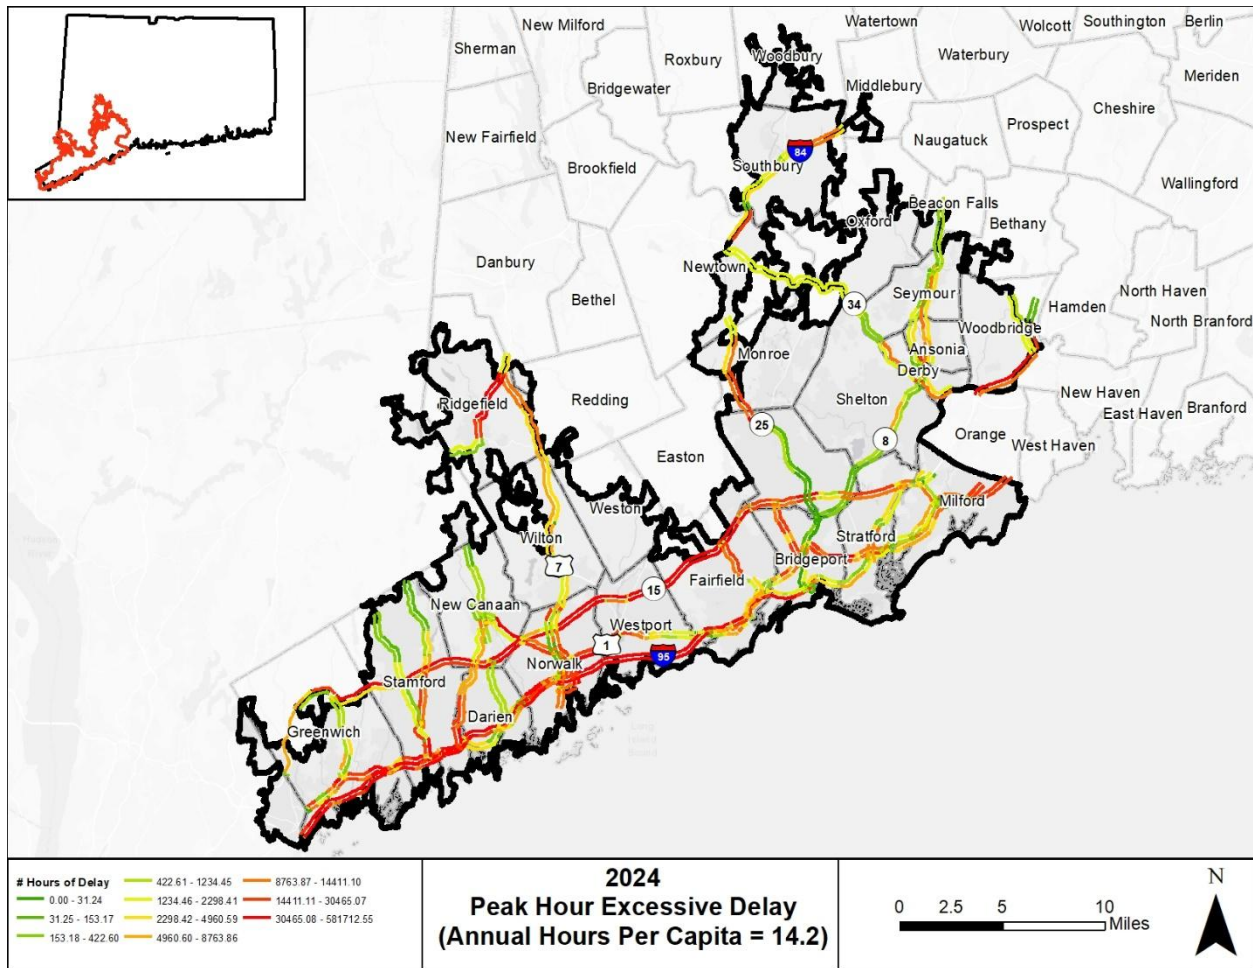 New Milford
Watertown
Wolcott
Southington
Berlin
Sherman
Roxbury
Woodbury
Waterbury
Meriden
Bridgewater
Middlebury
Cheshire
New Fairfield
Prospect
Naugatuck
Brookfield
84
Southbury
Wallingford
Beacon Falls
Oxford
Bethany
Danbury
Newtown
Bethel
34
Seymour
Hamden
North Haven
Woodbridge
North Branford
Monroe
Ansonia
Derby
Ridgefield
Redding
Shelton
New Haven
East Haven
Branford
25
8
Orange
West Haven
Easton
Milford
Weston
Wilton
Stratford
Bridgeport
7
Fairfield
15
New Canaan
Westport
1
95
Norwalk
Stamford
Darien
Greenwich
# Hours of Delay
0.00 - 31.24
31.25 - 153.17
153.18 - 422.60
422.61 - 1234.45
1234.46 - 2298.41
2298.42 - 4960.59
4960.60 - 8763.86
8763.87 - 14411.10
14411.11 - 30465.07
30465.08 - 581712.55
2024
Peak Hour Excessive Delay
(Annual Hours Per Capita = 14.2)
0 2.5 5 10
Miles
N